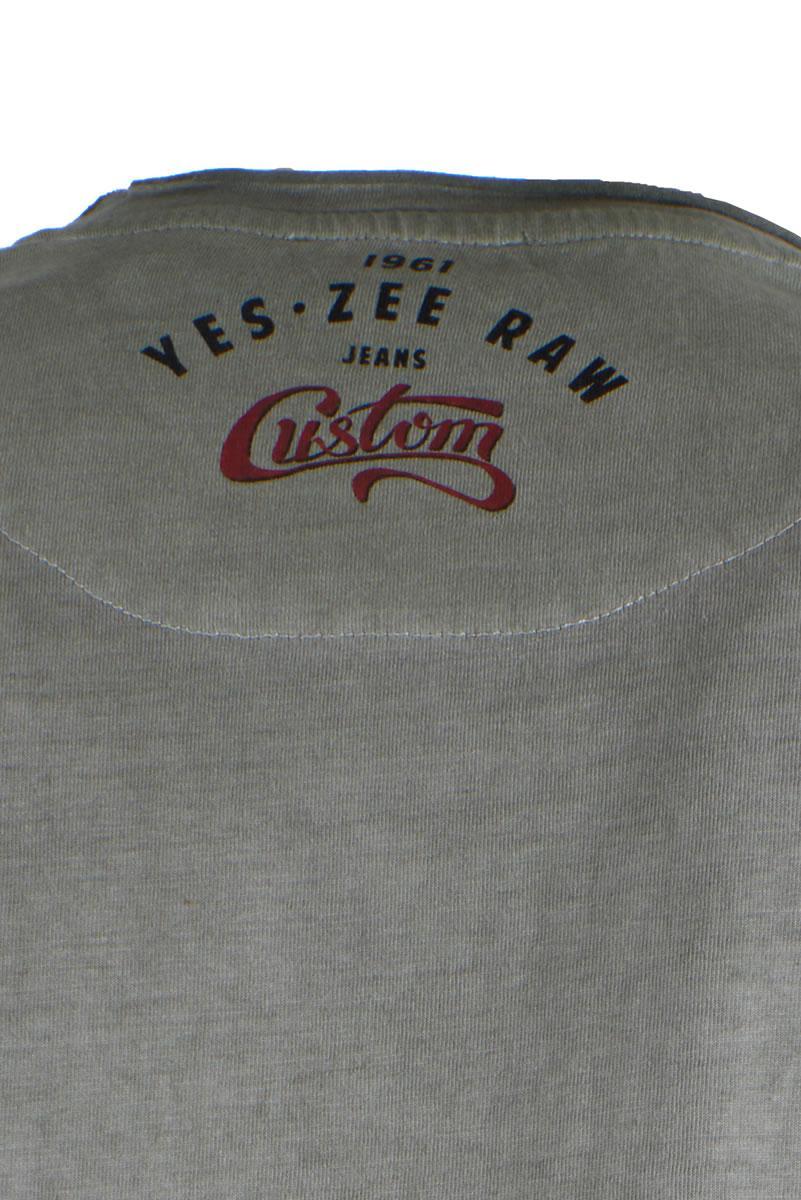 1961
YES·ZEE RAW
JEANS
Custom